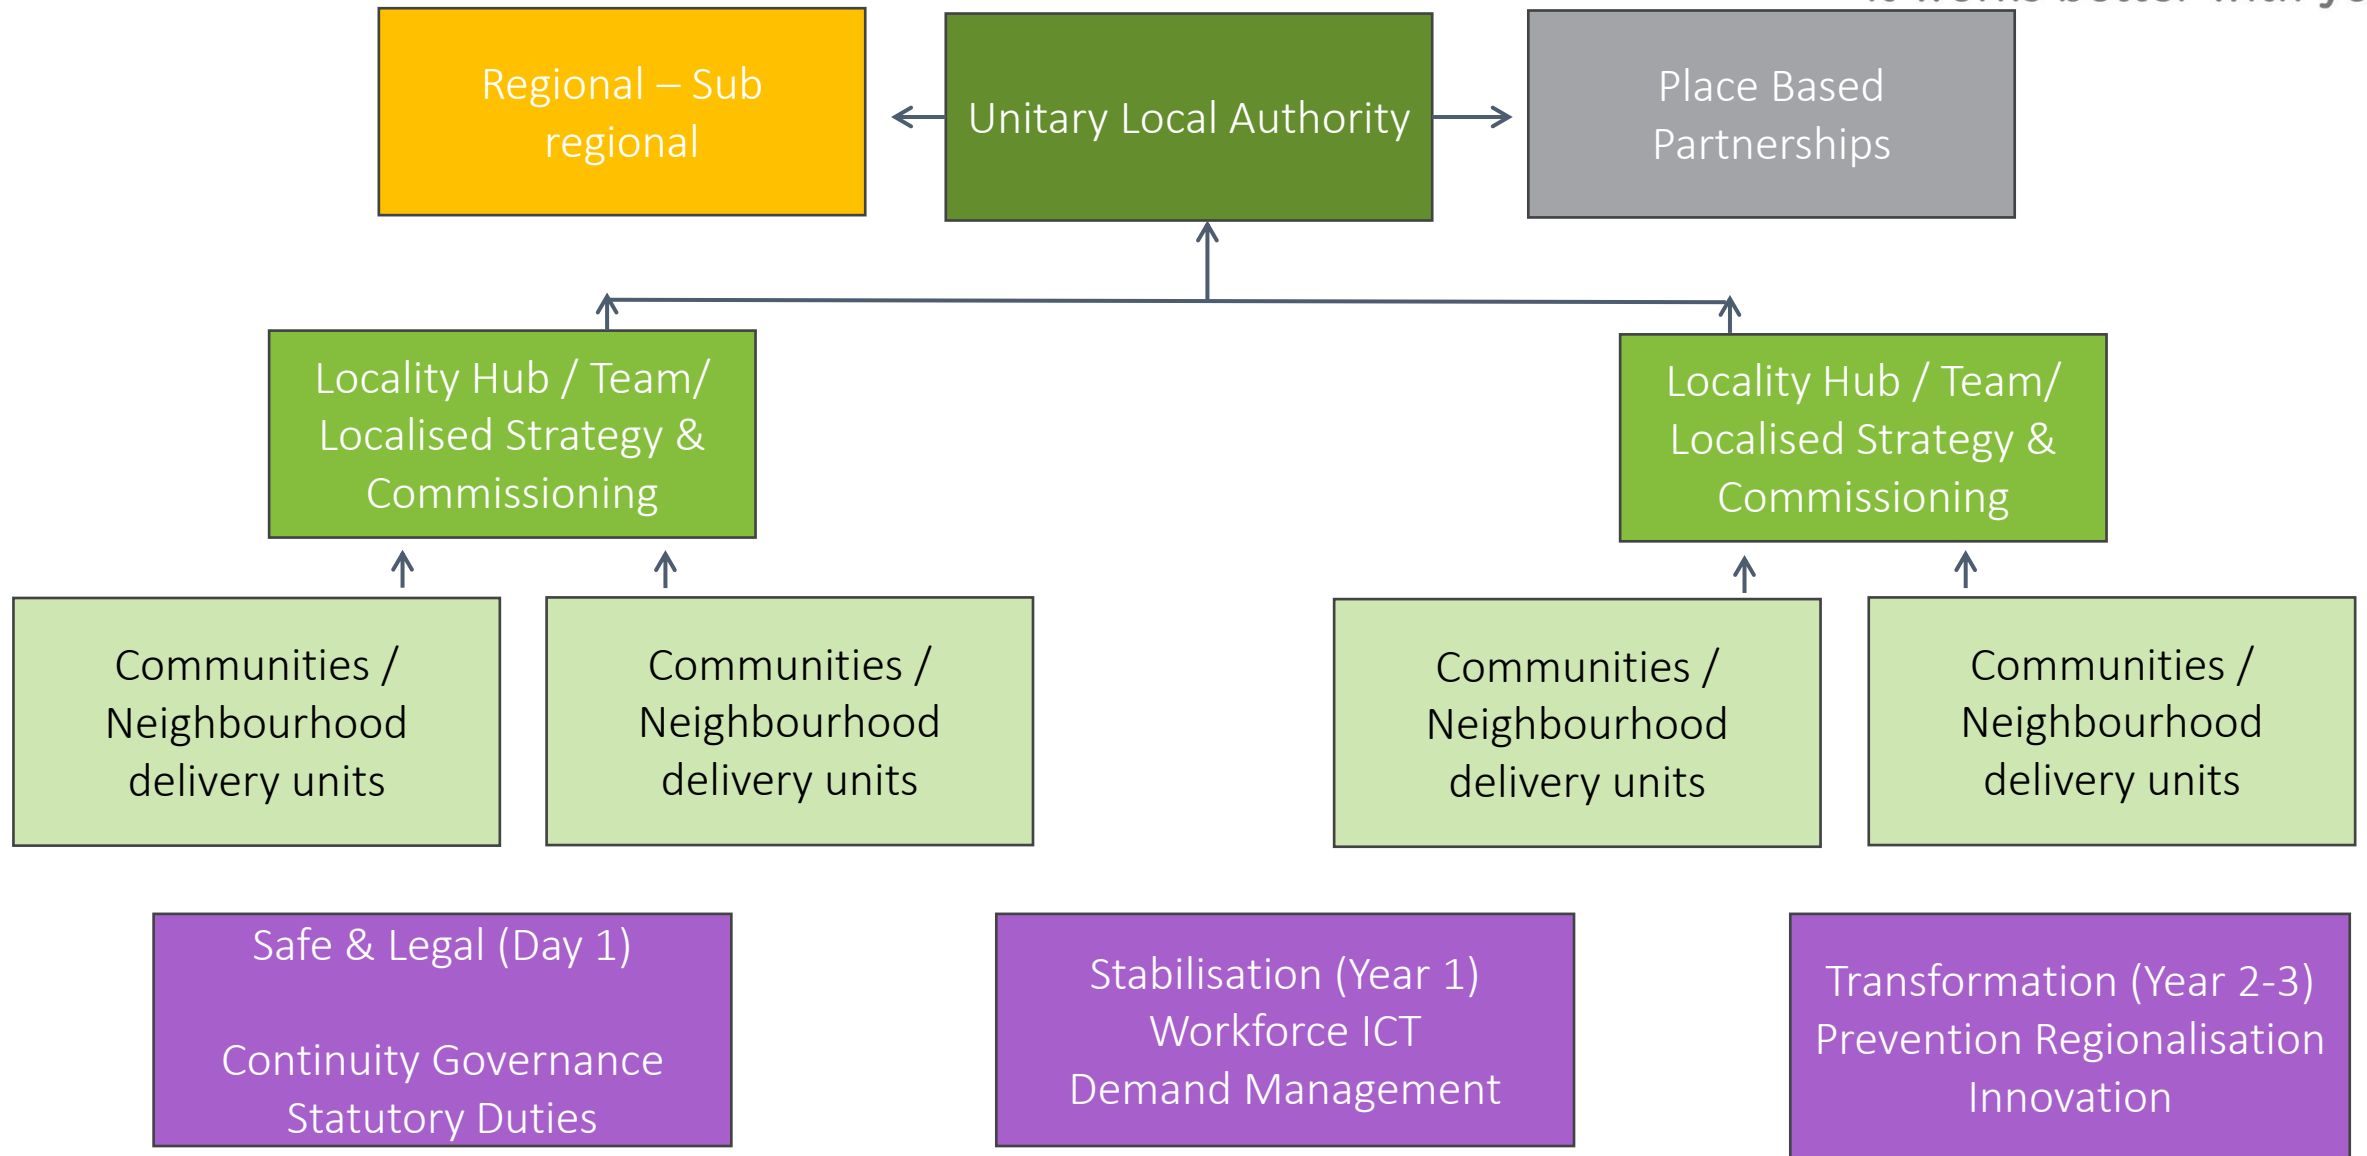 Regional – Sub
regional
Unitary Local Authority
Place Based
Partnerships
Locality Hub / Team/
Localised Strategy &
Commissioning
Locality Hub / Team/
Localised Strategy &
Commissioning
Communities /
Neighbourhood
delivery units
Communities /
Neighbourhood
delivery units
Communities /
Neighbourhood
delivery units
Communities /
Neighbourhood
delivery units
Safe & Legal (Day 1)
Continuity Governance
Statutory Duties
Stabilisation (Year 1)
Workforce ICT
Demand Management
Transformation (Year 2-3)
Prevention Regionalisation
Innovation